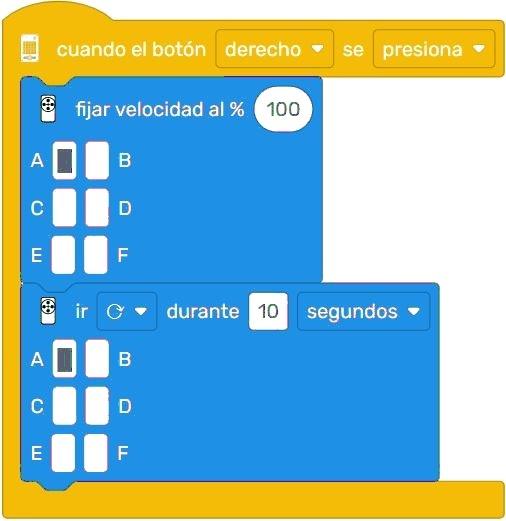 cuando el botón derecho se presiona
fijar velocidad al % 100
A B
C D
E F
ir durante 10 segundos
A B
C D
E F